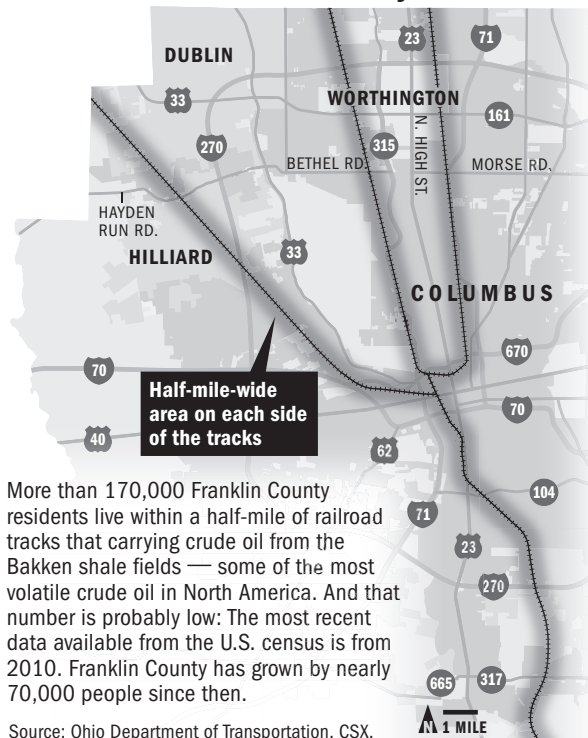 23
71
DUBLIN
33
WORTHINGTON
161
270
315
N. HIGH ST.
BETHEL RD.
MORSE RD.
HAYDEN
RUN RD.
33
HILLIARD
COLUMBUS
670
70
Half-mile-wide
area on each side
of the tracks
70
40
62
More than 170,000 Franklin County
residents live within a half-mile of railroad
tracks that carrying crude oil from the
Bakken shale fields — some of the most
volatile crude oil in North America. And that
number is probably low: The most recent
data available from the U.S. census is from
2010. Franklin County has grown by nearly
70,000 people since then.
104
71
23
270
665
317
N 1 MILE
Source: Ohio Department of Transportation, CSX,